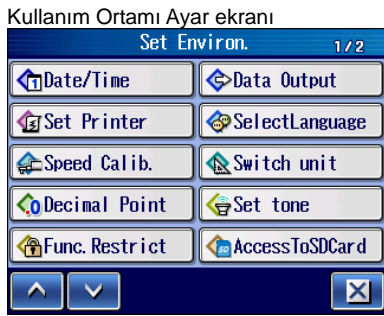 Kullanım Ortamı Ayar ekranı
Set Environ. 1/2
Date/Time Data Output
Set Printer SelectLanguage
Speed Calib. Switch unit
Decimal Point Set tone
Func.Restrict AccessToSDCard